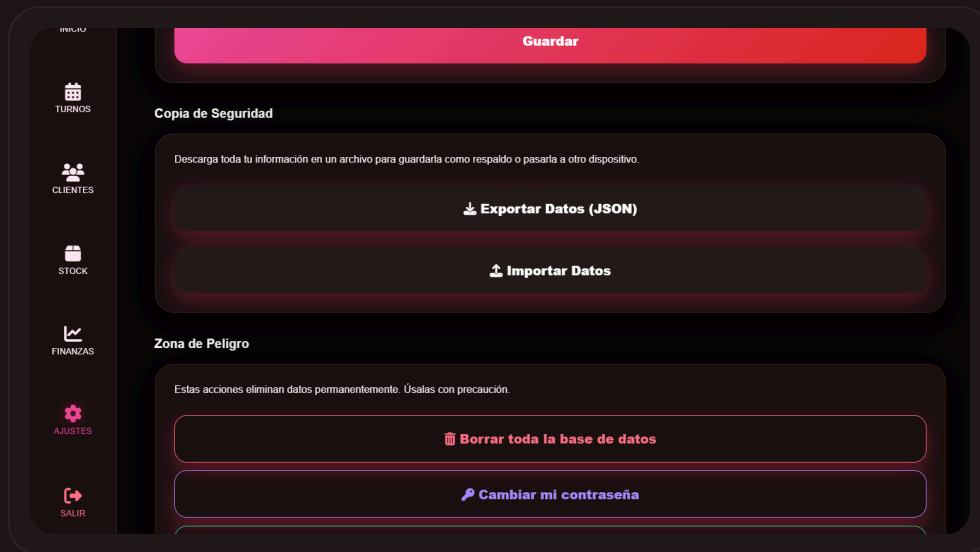 INICIO
TURNOS
CLIENTES
STOCK
FINANZAS
AJUSTES
SALIR
Guardar
Copia de Seguridad
Descarga toda tu información en un archivo para guardarla como respaldo o pasarla a otro dispositivo.
Exportar Datos (JSON)
Importar Datos
Zona de Peligro
Estas acciones eliminan datos permanentemente. Úsalas con precaución.
Borrar toda la base de datos
Cambiar mi contraseña